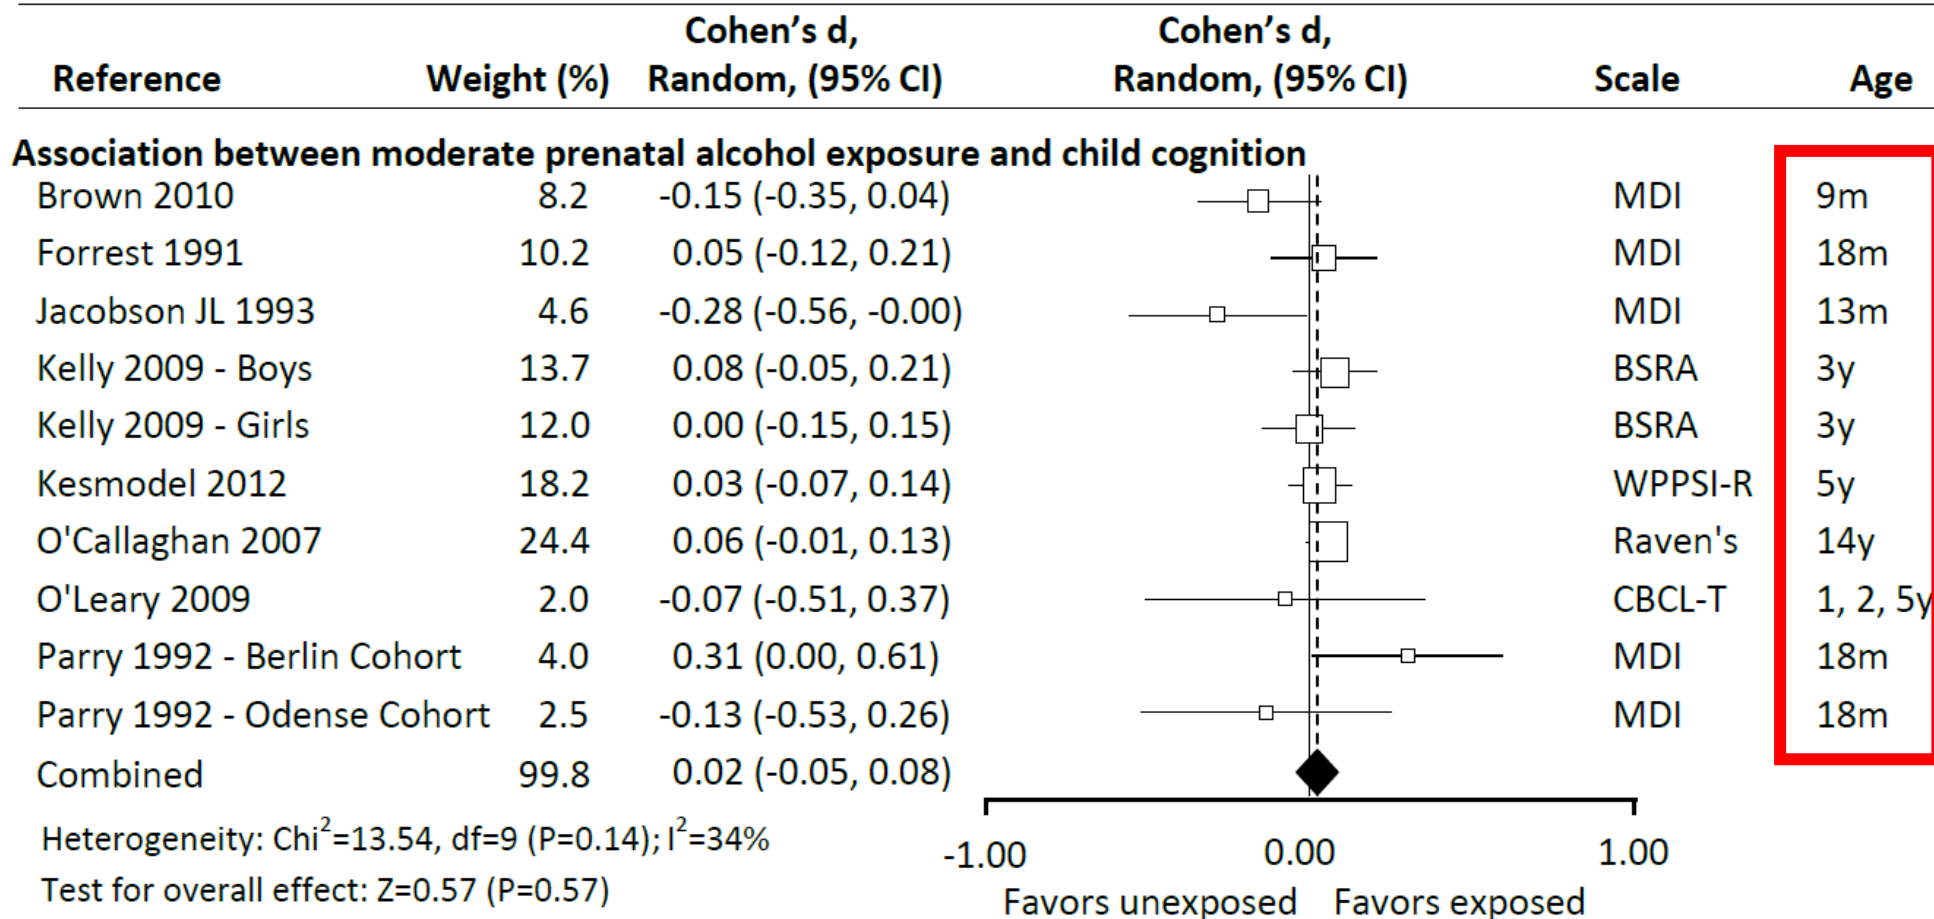 Reference Weight (%) Cohen's d, Random, (95% CI) Cohen's d, Random, (95% CI) Scale Age
Association between moderate prenatal alcohol exposure and child cognition
Brown 2010 8.2 -0.15 (-0.35, 0.04) MDI 9m
Forrest 1991 10.2 0.05 (-0.12, 0.21) MDI 18m
Jacobson JL 1993 4.6 -0.28 (-0.56, -0.00) MDI 13m
Kelly 2009 - Boys 13.7 0.08 (-0.05, 0.21) BSRA 3y
Kelly 2009 - Girls 12.0 0.00 (-0.15, 0.15) BSRA 3y
Kesmodel 2012 18.2 0.03 (-0.07, 0.14) WPPSI-R 5y
O'Callaghan 2007 24.4 0.06 (-0.01, 0.13) Raven's 14y
O'Leary 2009 2.0 -0.07 (-0.51, 0.37) CBCL-T 1, 2, 5y
Parry 1992 - Berlin Cohort 4.0 0.31 (0.00, 0.61) MDI 18m
Parry 1992 - Odense Cohort 2.5 -0.13 (-0.53, 0.26) MDI 18m
Combined 99.8 0.02 (-0.05, 0.08)
Heterogeneity: Chi²=13.54, df=9 (P=0.14); I²=34%
-1.00 0.00 1.00
Test for overall effect: Z=0.57 (P=0.57)
Favors unexposed Favors exposed